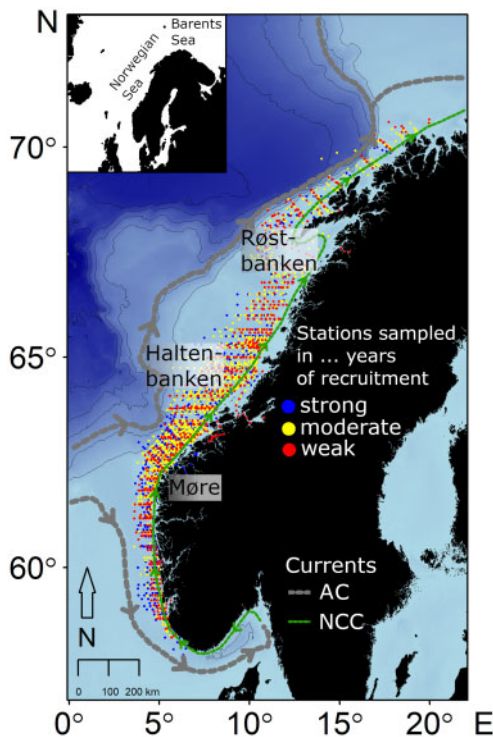 N
Barents
Sea
Norwegian
Sea
70°
Røst-
banken
Stations sampled
in ... years
of recruitment
strong
moderate
weak
65°
Halten-
banken
Møre
60°
Currents
AC
NCC
N
0 100 200 km
0° 5° 10° 15° 20° E